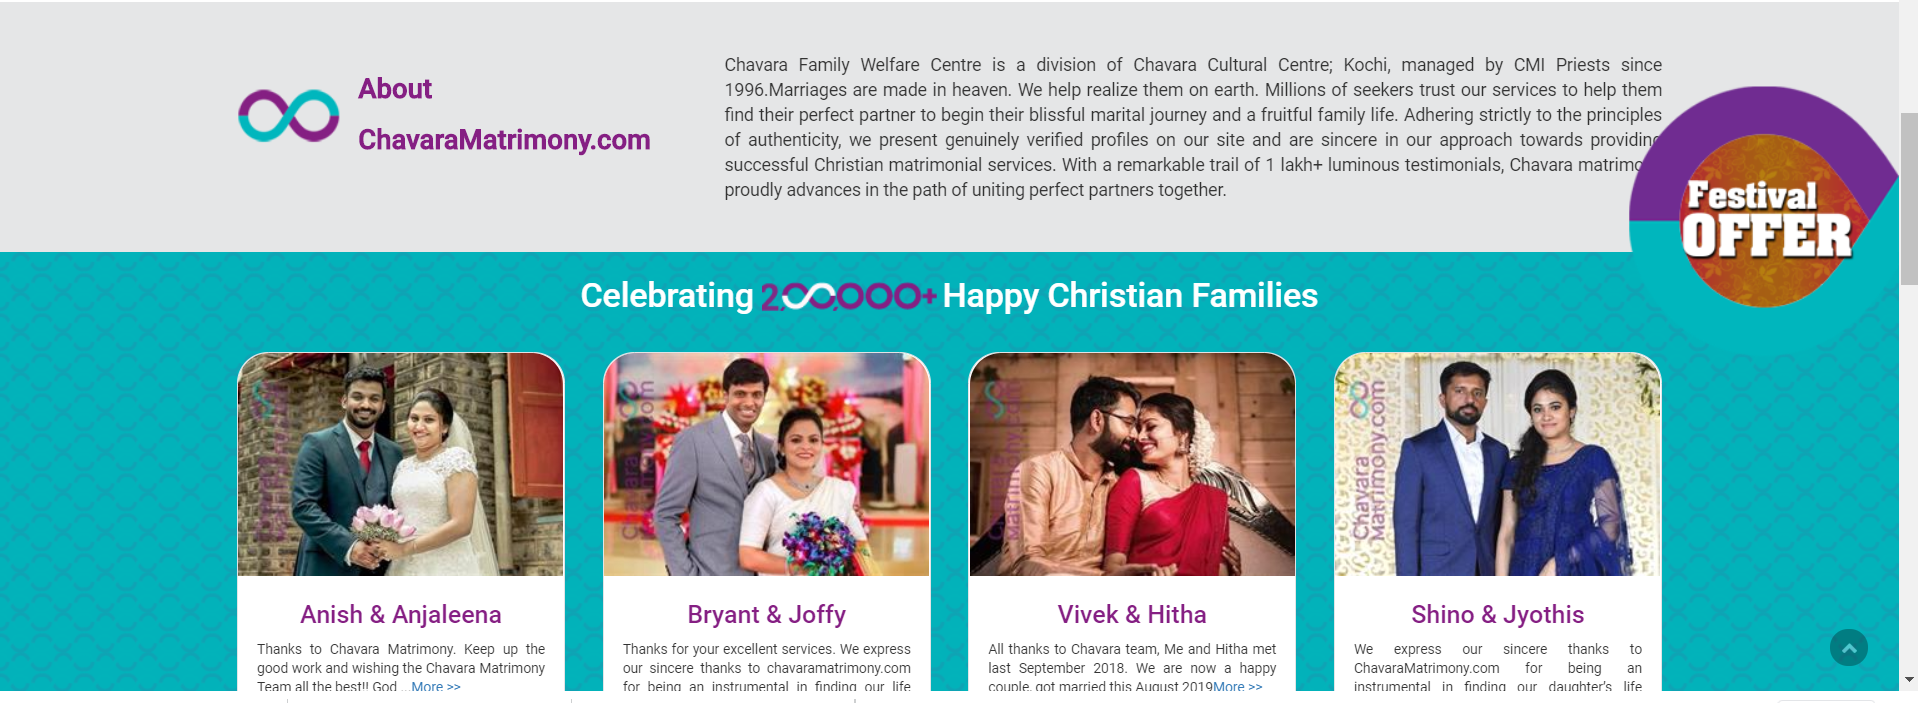 About
ChavaraMatrimony.com
Chavara Family Welfare Centre is a division of Chavara Cultural Centre; Kochi, managed by CMI Priests since
1996.Marriages are made in heaven. We help realize them on earth. Millions of seekers trust our services to help them
find their perfect partner to begin their blissful marital journey and a fruitful family life. Adhering strictly to the principles
of authenticity, we present genuinely verified profiles on our site and are sincere in our approach towards providing
successful Christian matrimonial services. With a remarkable trail of 1 lakh+ luminous testimonials, Chavara matrimo
proudly advances in the path of uniting perfect partners together.
Festival
OFFER
Celebrating 200,000+ Happy Christian Families
Chavara
Matrimony.com
Matrimony.com
Chavara
Matrimony.com
Anish & Anjaleena
Thanks to Chavara Matrimony. Keep up the
good work and wishing the Chavara Matrimony
Team all the best!! God ...More >>
Bryant & Joffy
Thanks for your excellent services. We express
our sincere thanks to chavaramatrimony.com
for being an instrumental in finding our life
Vivek & Hitha
All thanks to Chavara team, Me and Hitha met
last September 2018. We are now a happy
couple, got married this August 2019More >>
Shino & Jyothis
We express our sincere thanks to
ChavaraMatrimony.com for being an
instrumental in finding our daughter's life